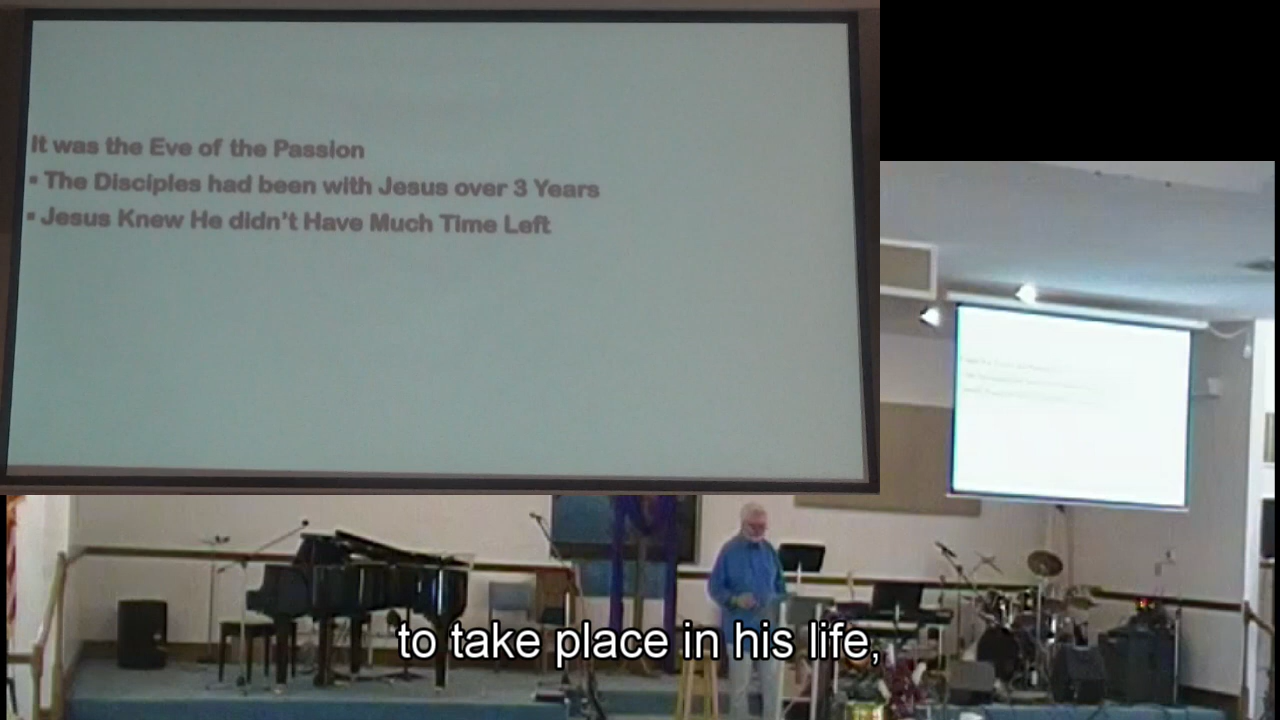 It was the Eve of the Passion
▪ The Disciples had been with Jesus over 3 Years
▪ Jesus Knew He didn't Have Much Time Left
to take place in his life,